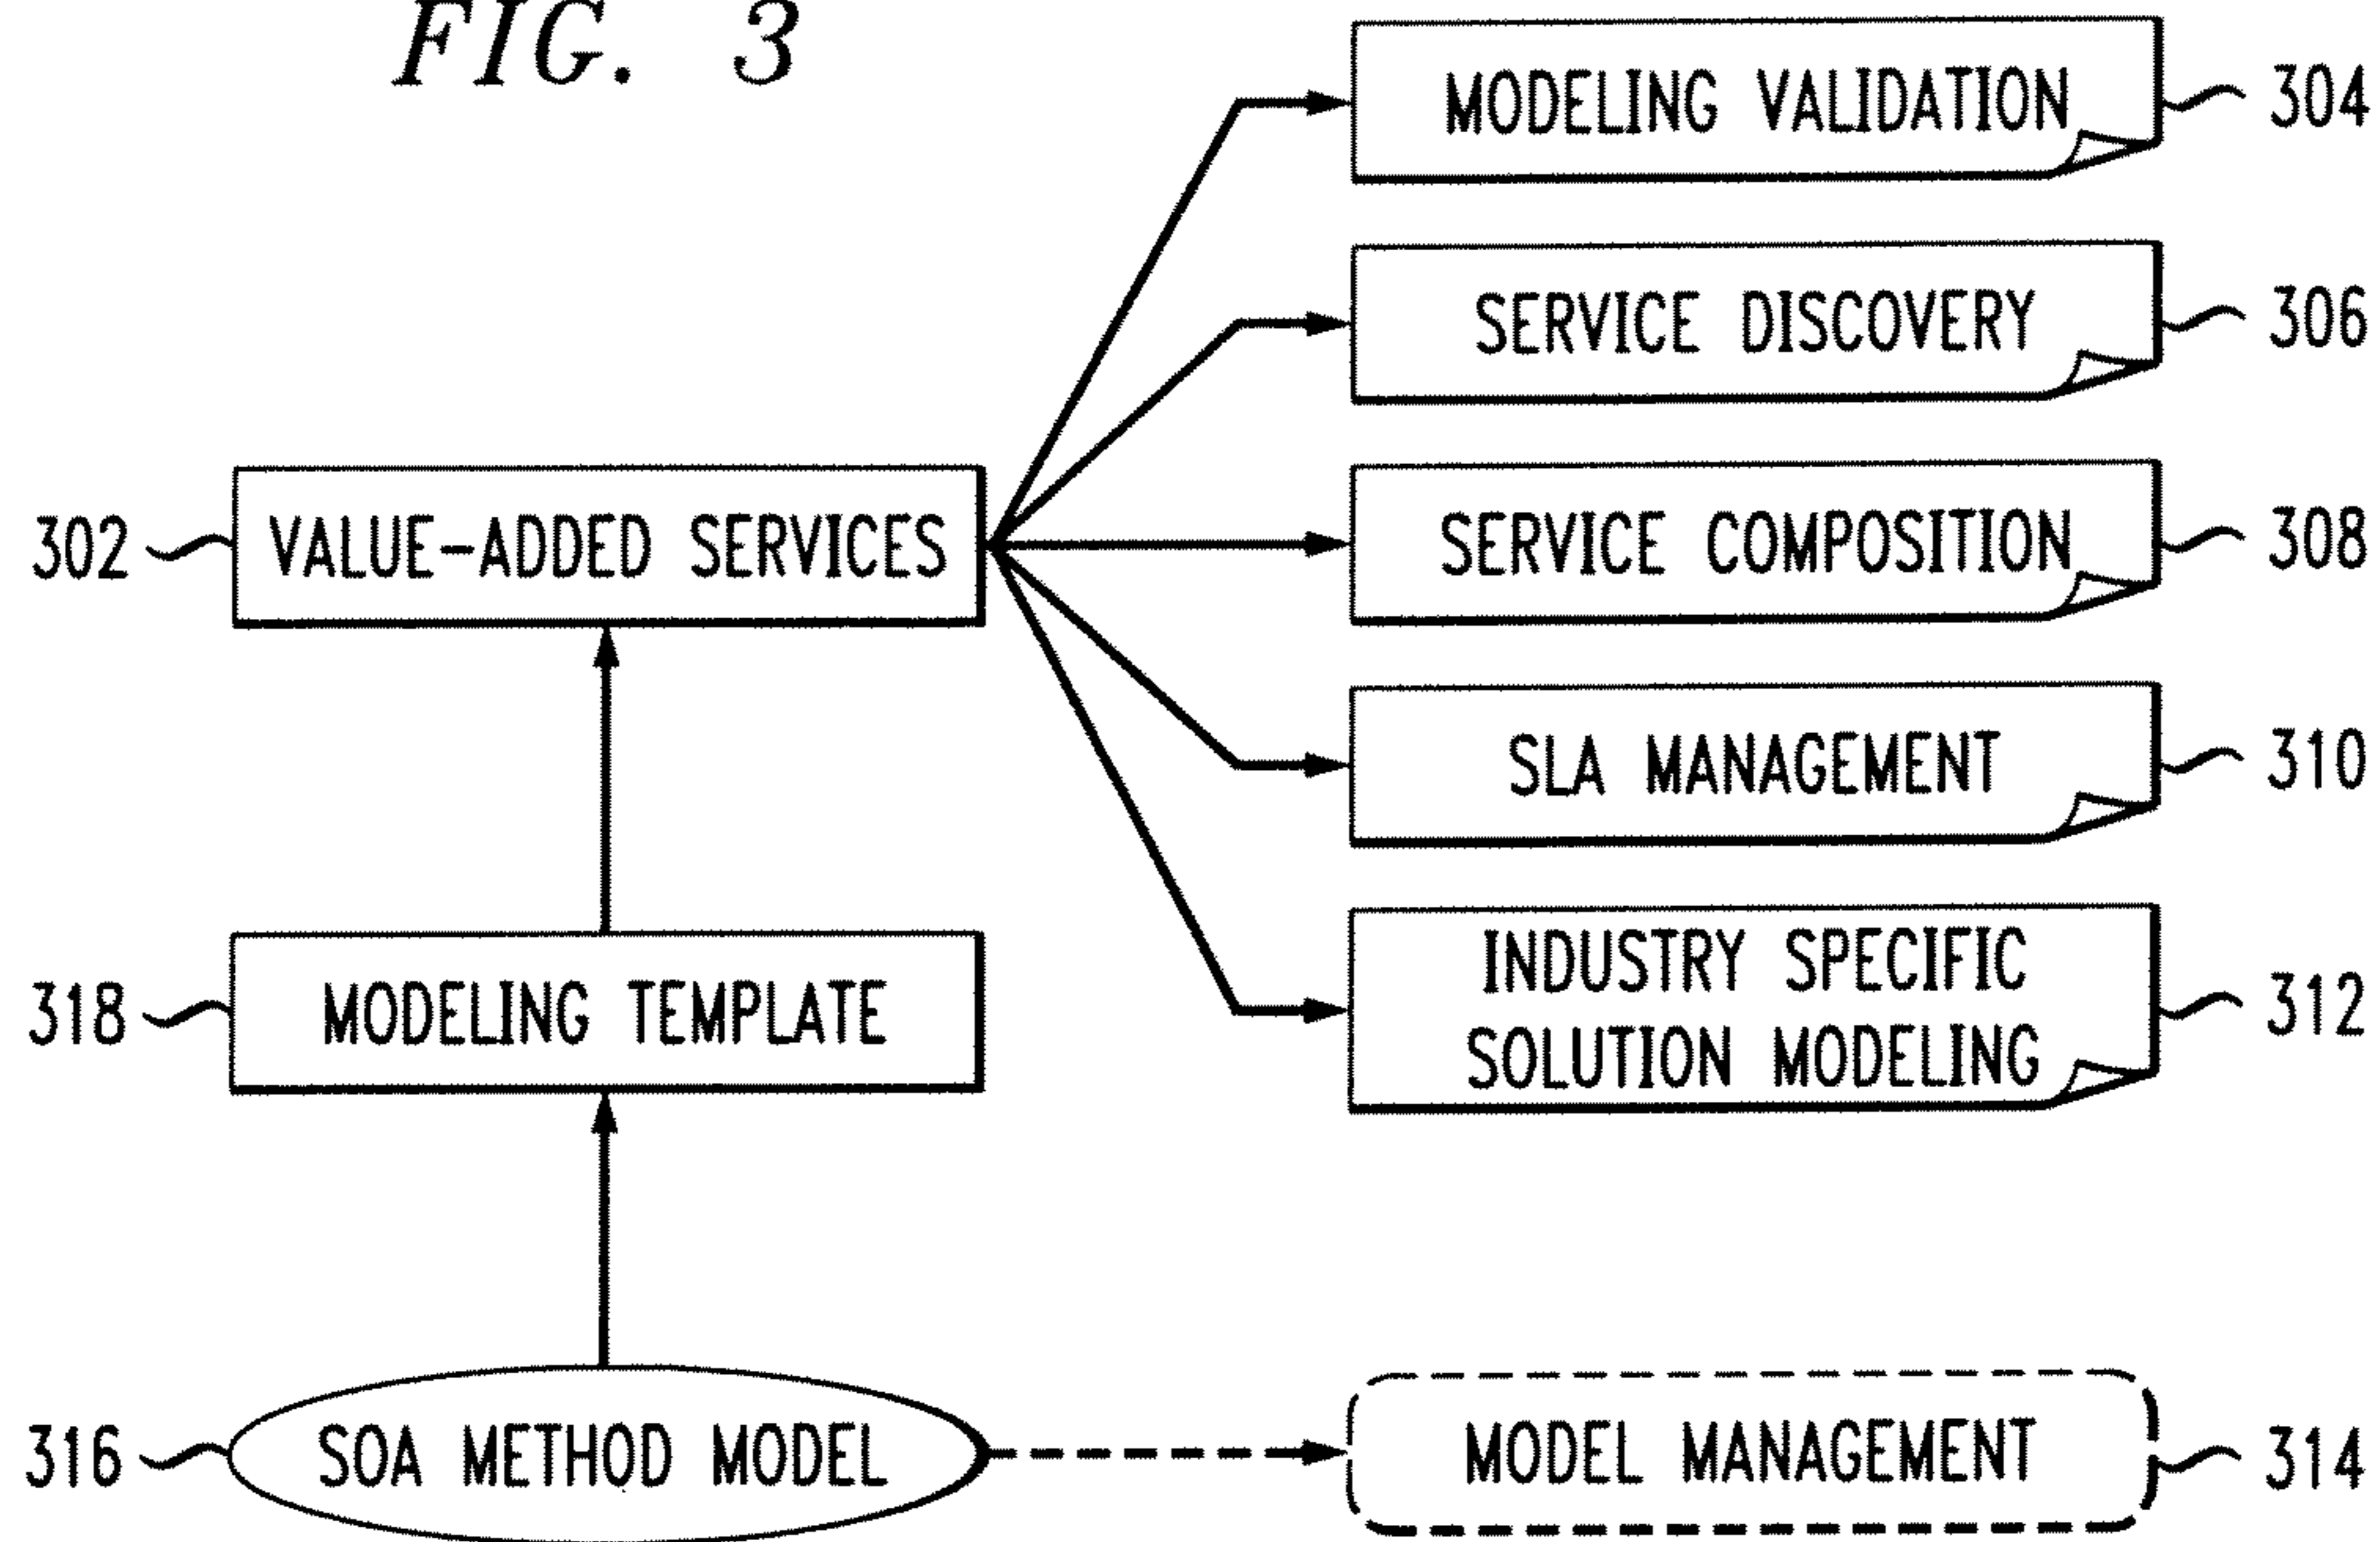 FIG. 3
MODELING VALIDATION 304
SERVICE DISCOVERY 306
302 VALUE-ADDED SERVICES
SERVICE COMPOSITION 308
SLA MANAGEMENT 310
318 MODELING TEMPLATE
INDUSTRY SPECIFIC
SOLUTION MODELING
312
316 SOA METHOD MODEL
MODEL MANAGEMENT 314